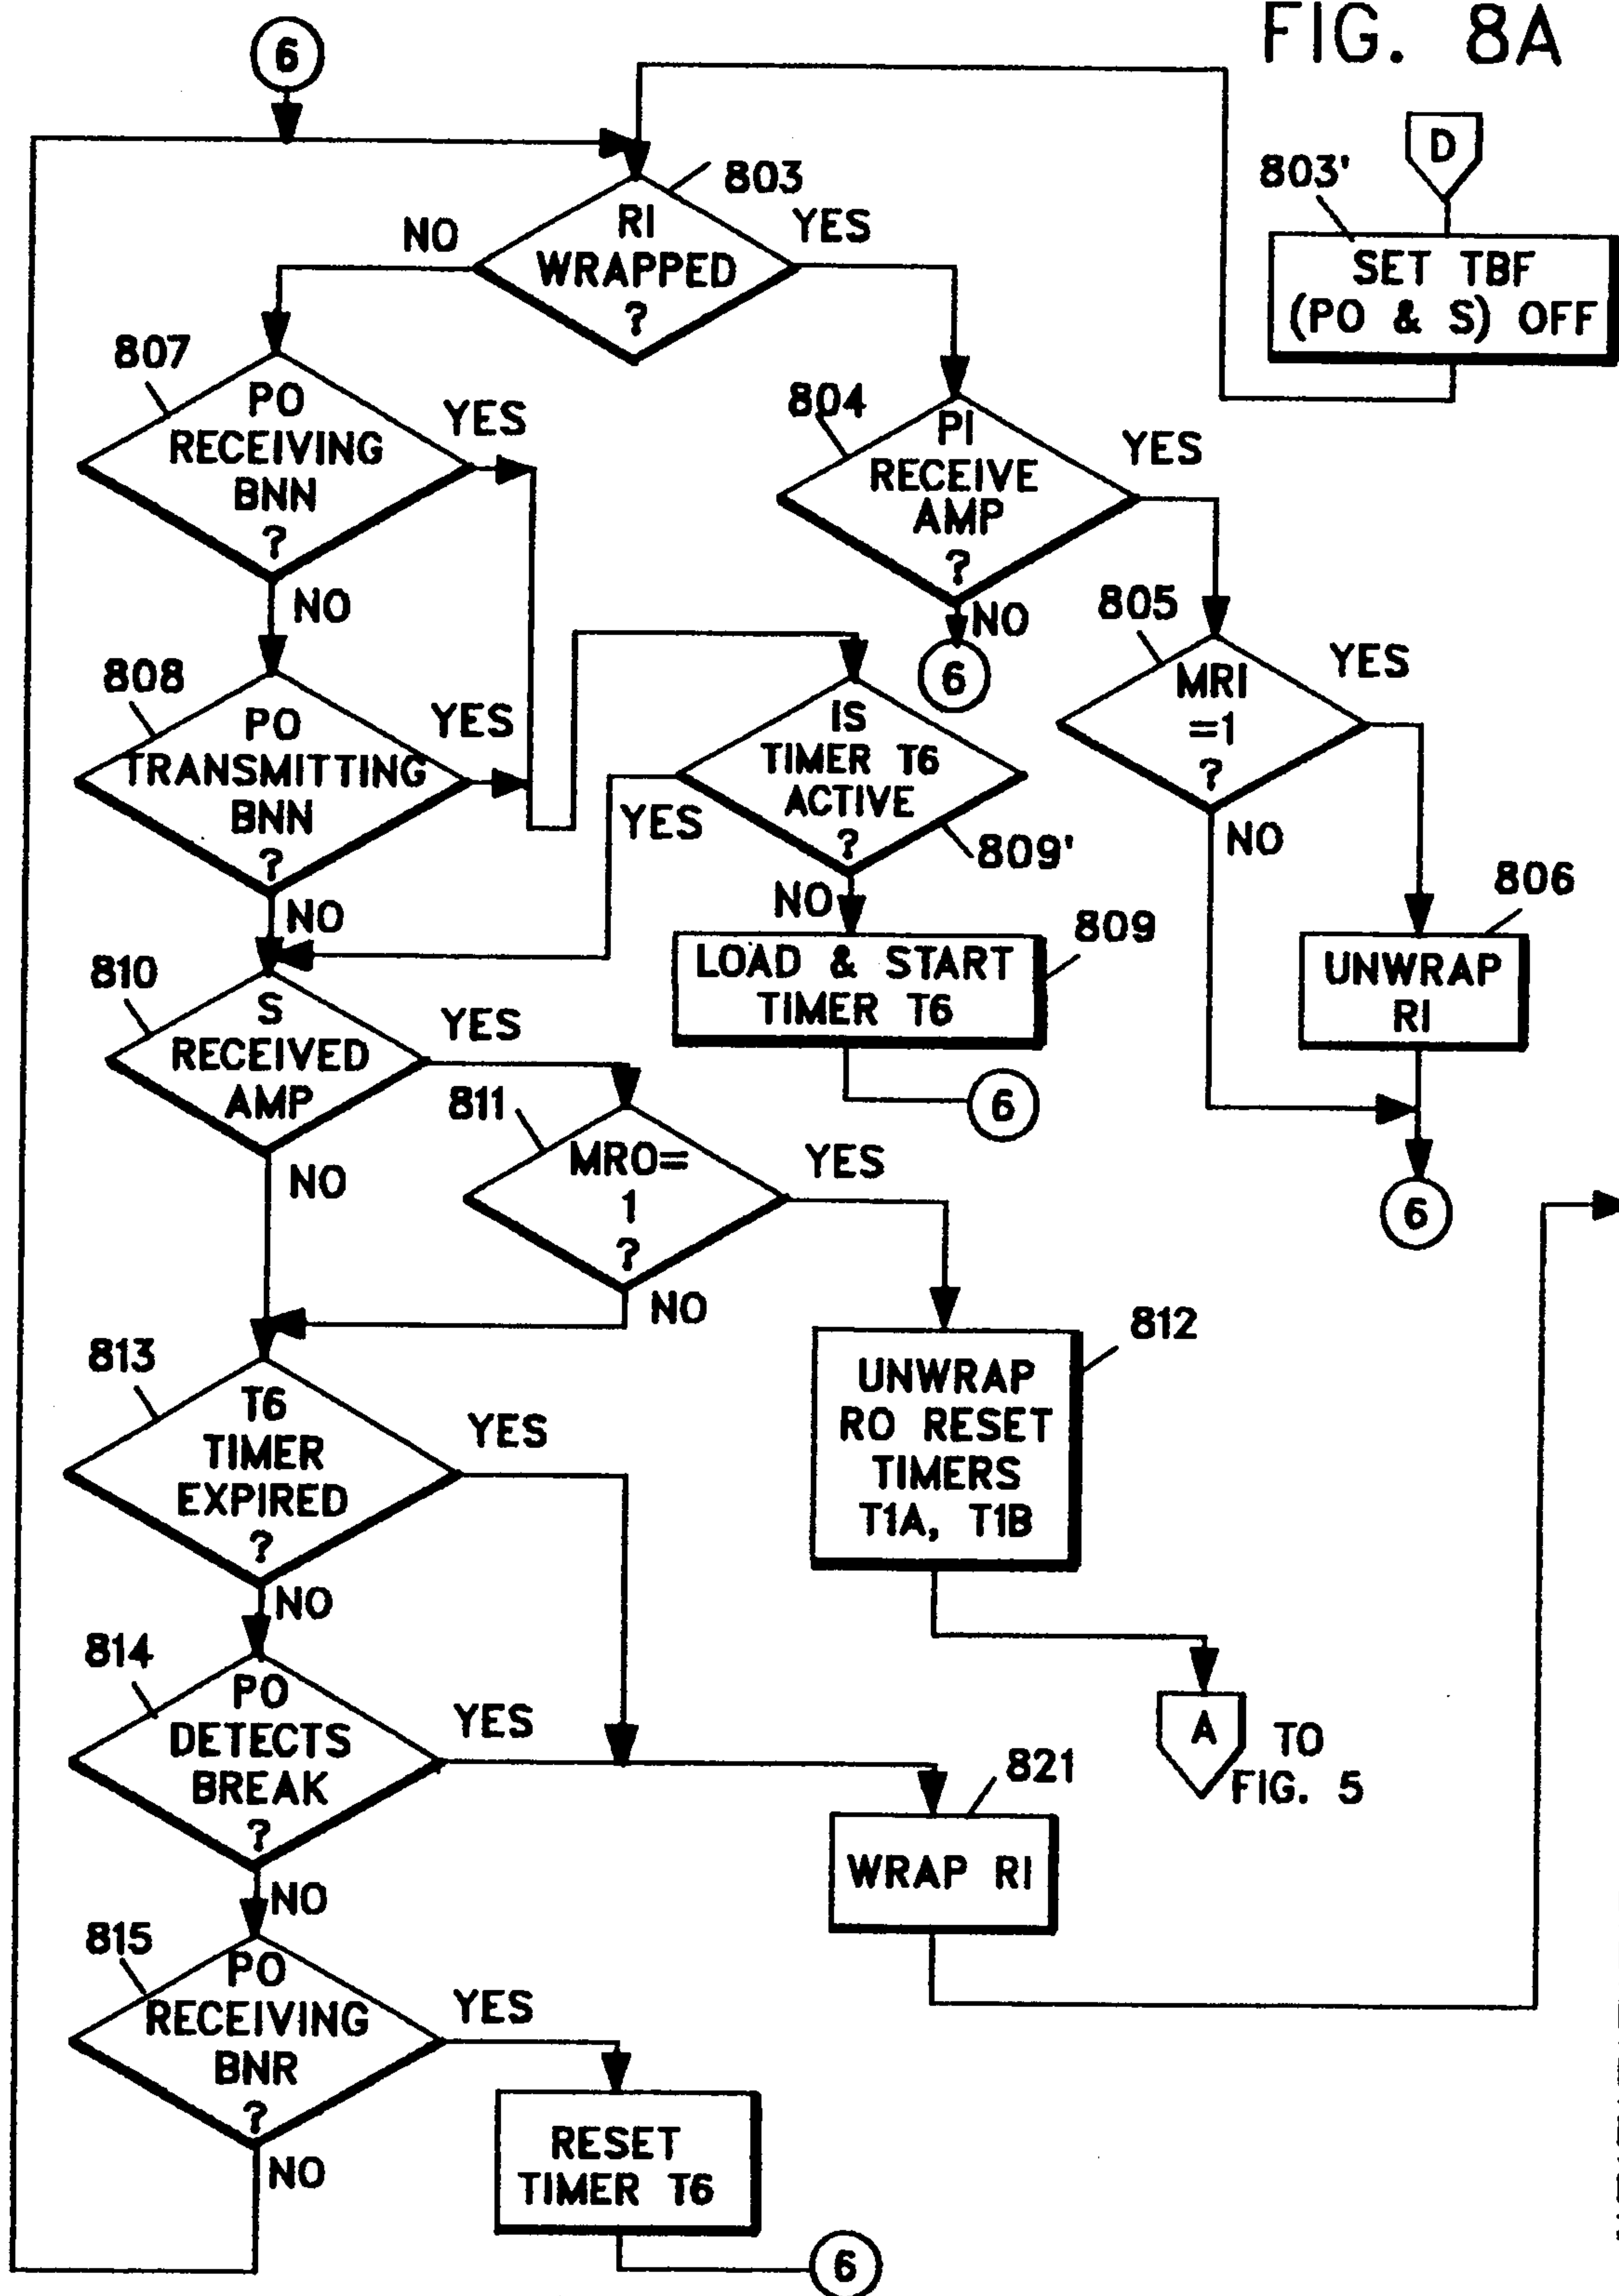 FIG. 8A
6
D
803'
SET TBF
(PO & S) OFF
803
RI
WRAPPED
?
NO
YES
807
PO
RECEIVING
BNN
?
YES
NO
804
PI
RECEIVE
AMP
?
YES
NO
6
805
MRI
=1
?
YES
NO
806
UNWRAP
RI
6
808
PO
TRANSMITTING
BNN
?
YES
NO
IS
TIMER T6
ACTIVE
?
YES
809'
NO
809
LOAD & START
TIMER T6
6
810
S
RECEIVED
AMP
YES
NO
811
MRO=
1
?
YES
NO
812
UNWRAP
RO RESET
TIMERS
T1A, T1B
A
TO
FIG. 5
813
T6
TIMER
EXPIRED
?
YES
NO
814
PO
DETECTS
BREAK
?
YES
NO
821
WRAP RI
815
PO
RECEIVING
BNR
?
YES
NO
RESET
TIMER T6
6